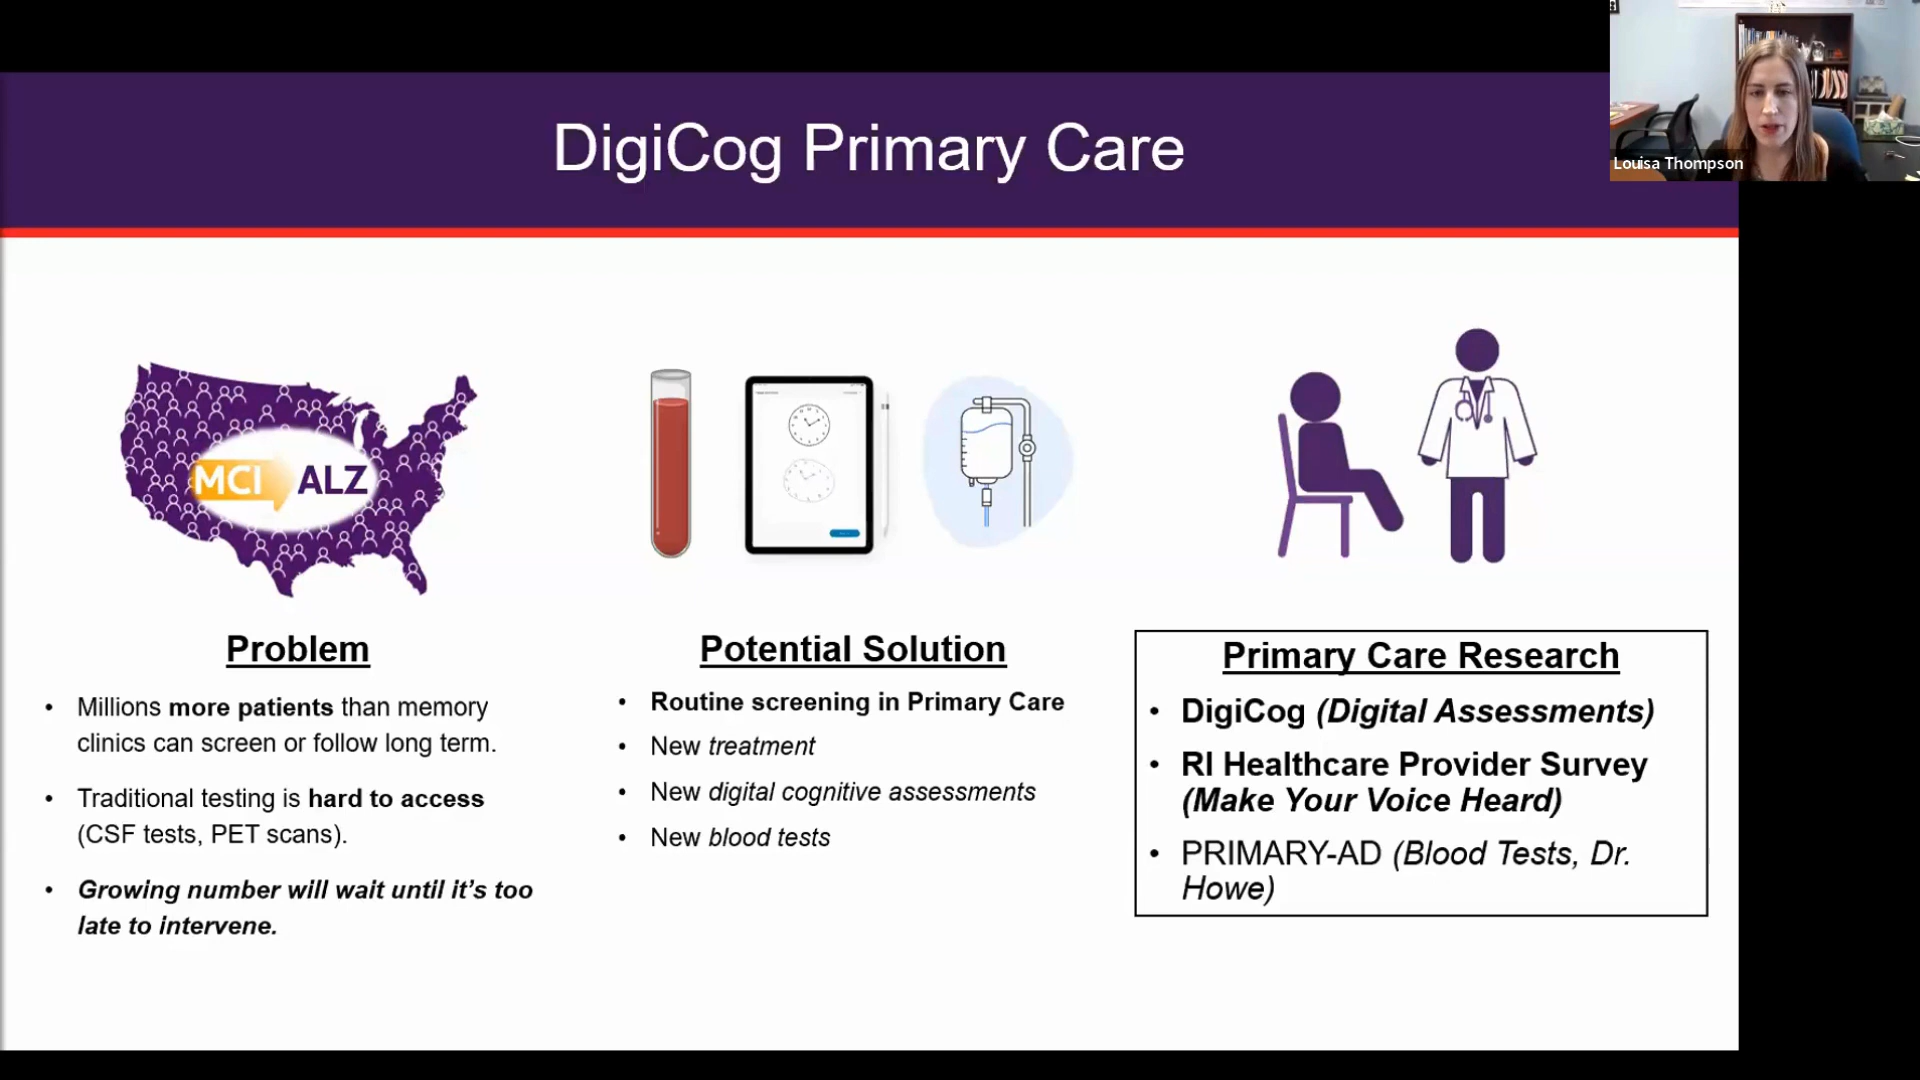 DigiCog Primary Care
Louisa Thompson
MCI ALZ
Problem
• Millions more patients than memory
clinics can screen or follow long term.
• Traditional testing is hard to access
(CSF tests, PET scans).
• Growing number will wait until it’s too
late to intervene.
Potential Solution
• Routine screening in Primary Care
• New treatment
• New digital cognitive assessments
• New blood tests
Primary Care Research
• DigiCog (Digital Assessments)
• RI Healthcare Provider Survey
(Make Your Voice Heard)
• PRIMARY-AD (Blood Tests, Dr.
Howe)